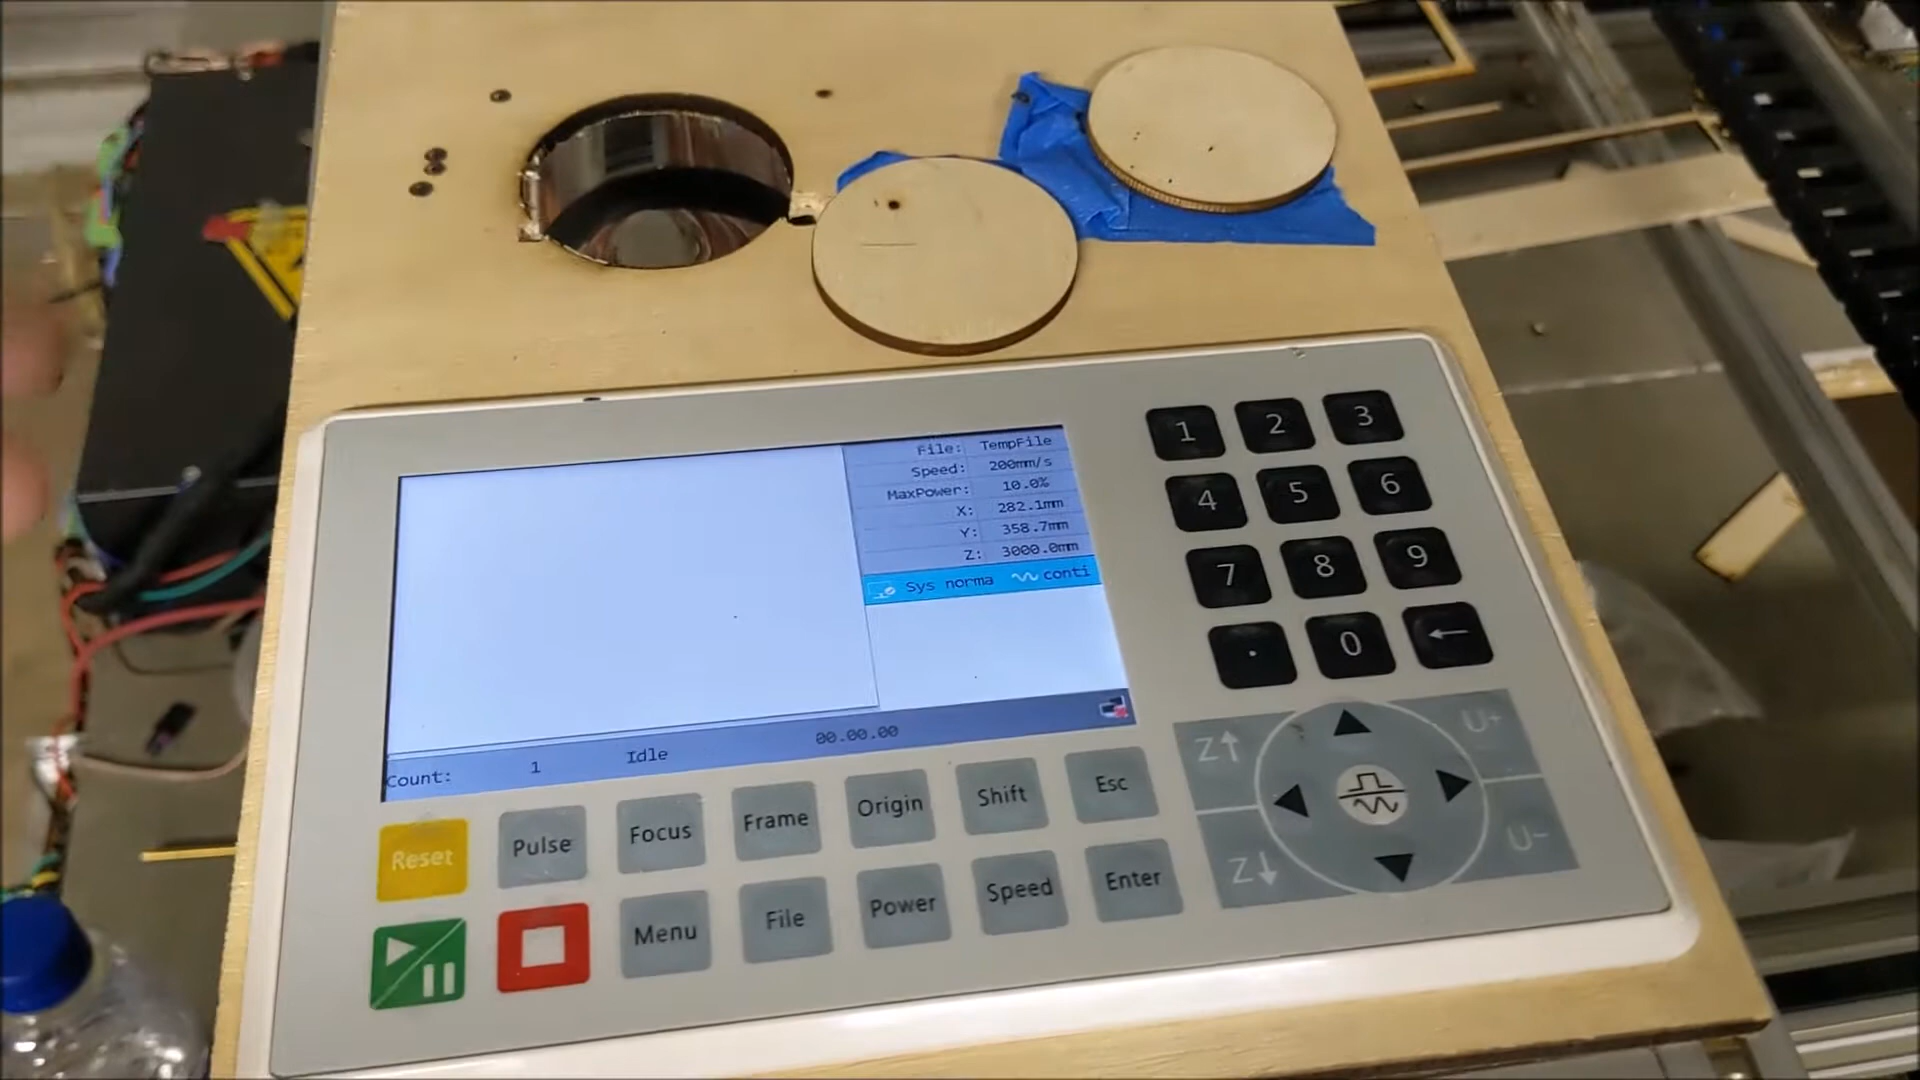 File: TempFile
Speed: 200mm/s
MaxPower: 10.0%
X: 282.1mm
Y: 358.7mm
Z: 3000.0mm
Sys norma conti
Count: 1 Idle 00.00.00
1 2 3
4 5 6
7 8 9
. 0 ←
Z↑ U+
Z↓ U-
Reset Pulse Focus Frame Origin Shift Esc
Menu File Power Speed Enter